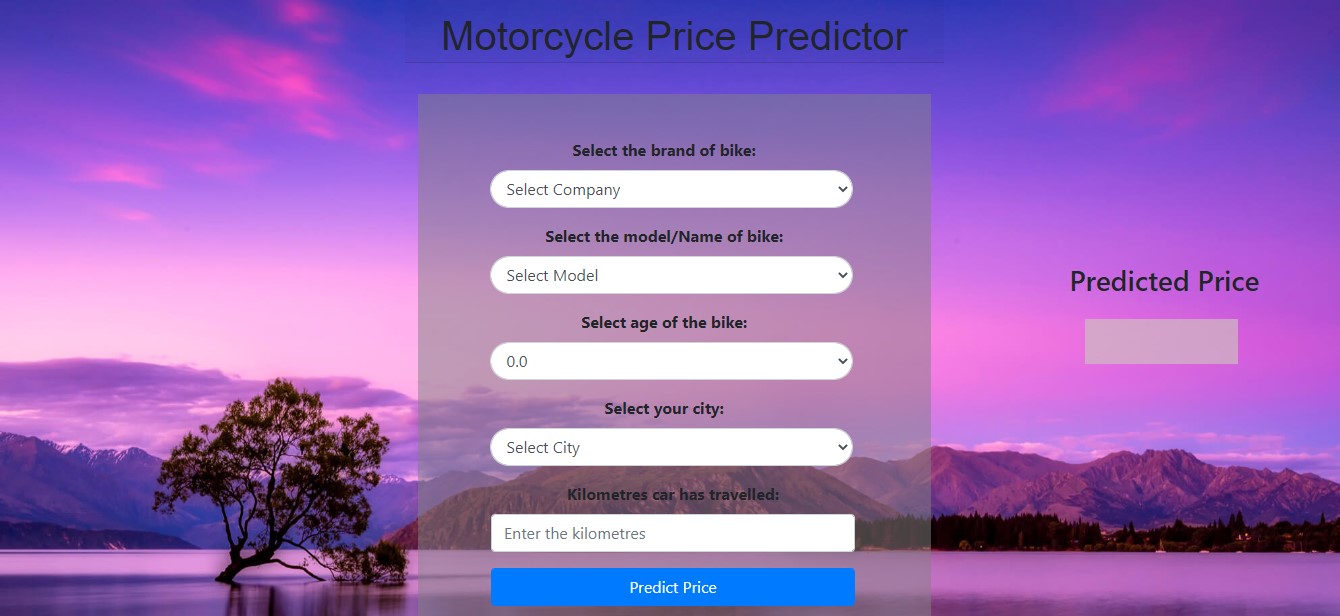 Motorcycle Price Predictor
Select the brand of bike:
Select Company
Select the model/Name of bike:
Select Model
Select age of the bike:
0.0
Select your city:
Select City
Kilometres car has travelled:
Enter the kilometres
Predict Price
Predicted Price